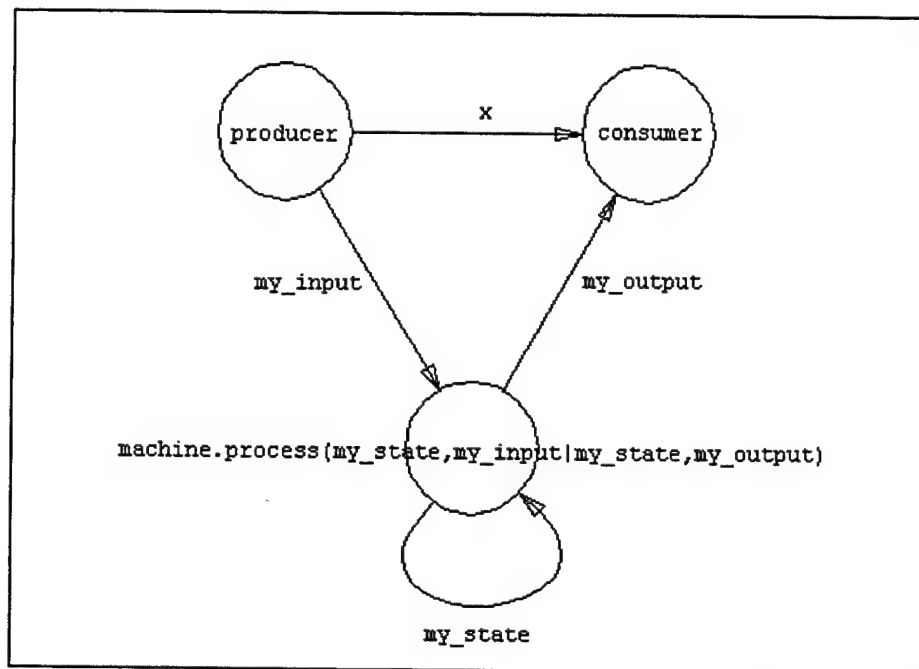 x
producer
consumer
my_input
my_output
machine.process(my_state,my_input|my_state,my_output)
my_state